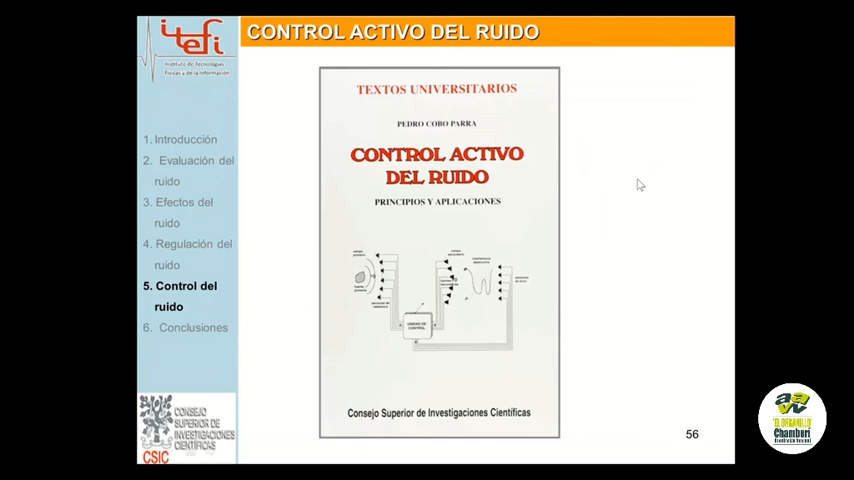 itefi
Instituto de Tecnologías
Físicas y de la Información
CONTROL ACTIVO DEL RUIDO
1. Introducción
2. Evaluación del
ruido
3. Efectos del
ruido
4. Regulación del
ruido
5. Control del
ruido
6. Conclusiones
CONSEJO
SUPERIOR DE
INVESTIGACIONES
CIENTÍFICAS
CSIC
TEXTOS UNIVERSITARIOS
PEDRO COBO PARRA
CONTROL ACTIVO
DEL RUIDO
PRINCIPIOS Y APLICACIONES
UNIDAD DE
CONTROL
Consejo Superior de Investigaciones Científicas
56
"EL ORGANILLO"
Chamberí